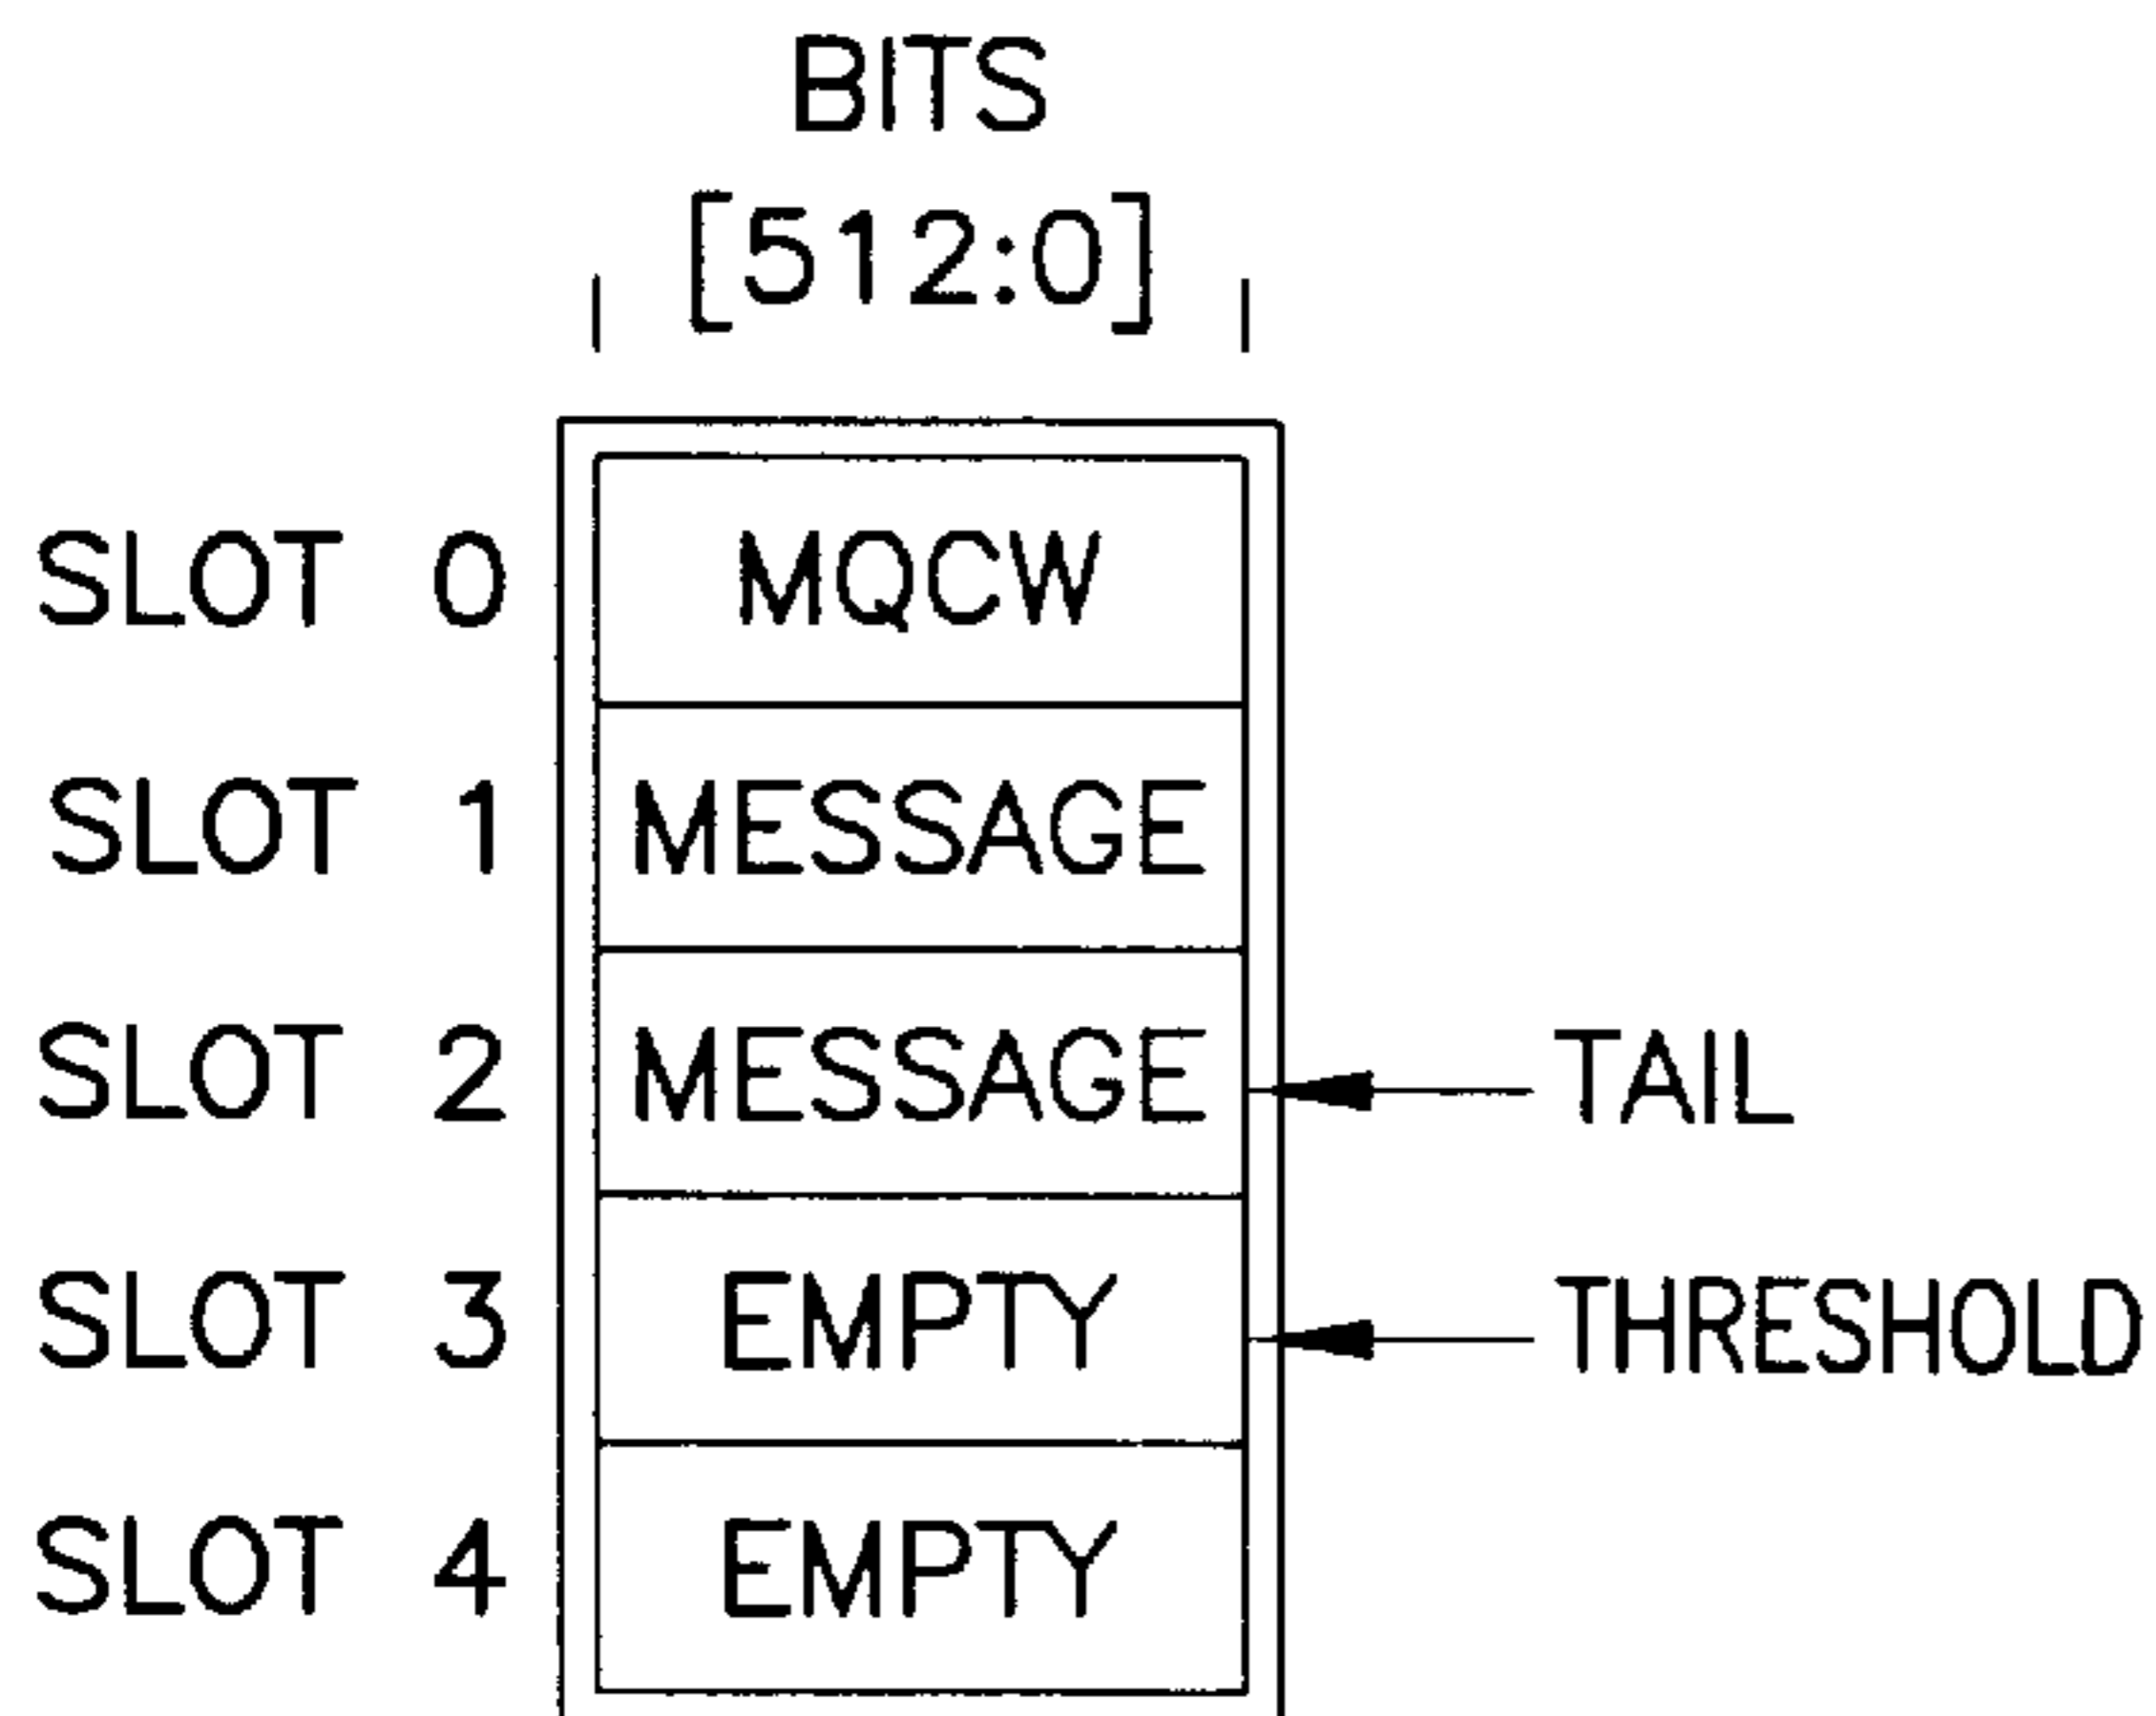 BITS
[512:0]
SLOT 0 MQCW
SLOT 1 MESSAGE
SLOT 2 MESSAGE TAIL
SLOT 3 EMPTY THRESHOLD
SLOT 4 EMPTY